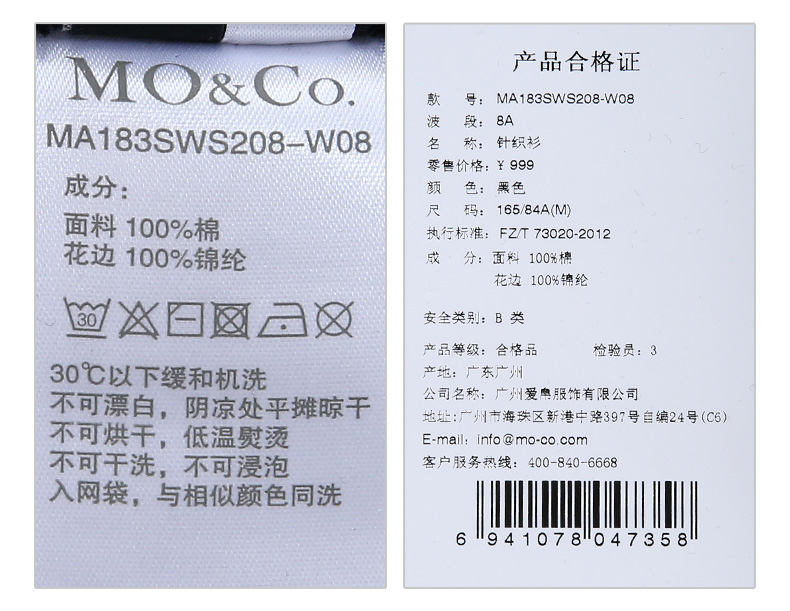 MO&Co.
MA183SWS208-W08
成分：
面料 100%棉
花边 100%锦纶
30
30℃以下缓和机洗
不可漂白，阴凉处平摊晾干
不可烘干，低温熨烫
不可干洗，不可浸泡
入网袋，与相似颜色同洗
产品合格证
款 号：MA183SWS208-W08
波 段：8A
名 称：针织衫
零售价格：¥ 999
颜 色：黑色
尺 码：165/84A(M)
执行标准：FZ/T 73020-2012
成 分：面料 100%棉
花边 100%锦纶
安全类别：B 类
产品等级：合格品 检验员：3
产地：广东广州
公司名称：广州爱帛服饰有限公司
地址：广州市海珠区新港中路397号自编24号(C6)
E-mail：info@mo-co.com
客户服务热线：400-840-6668
6 941078 047358